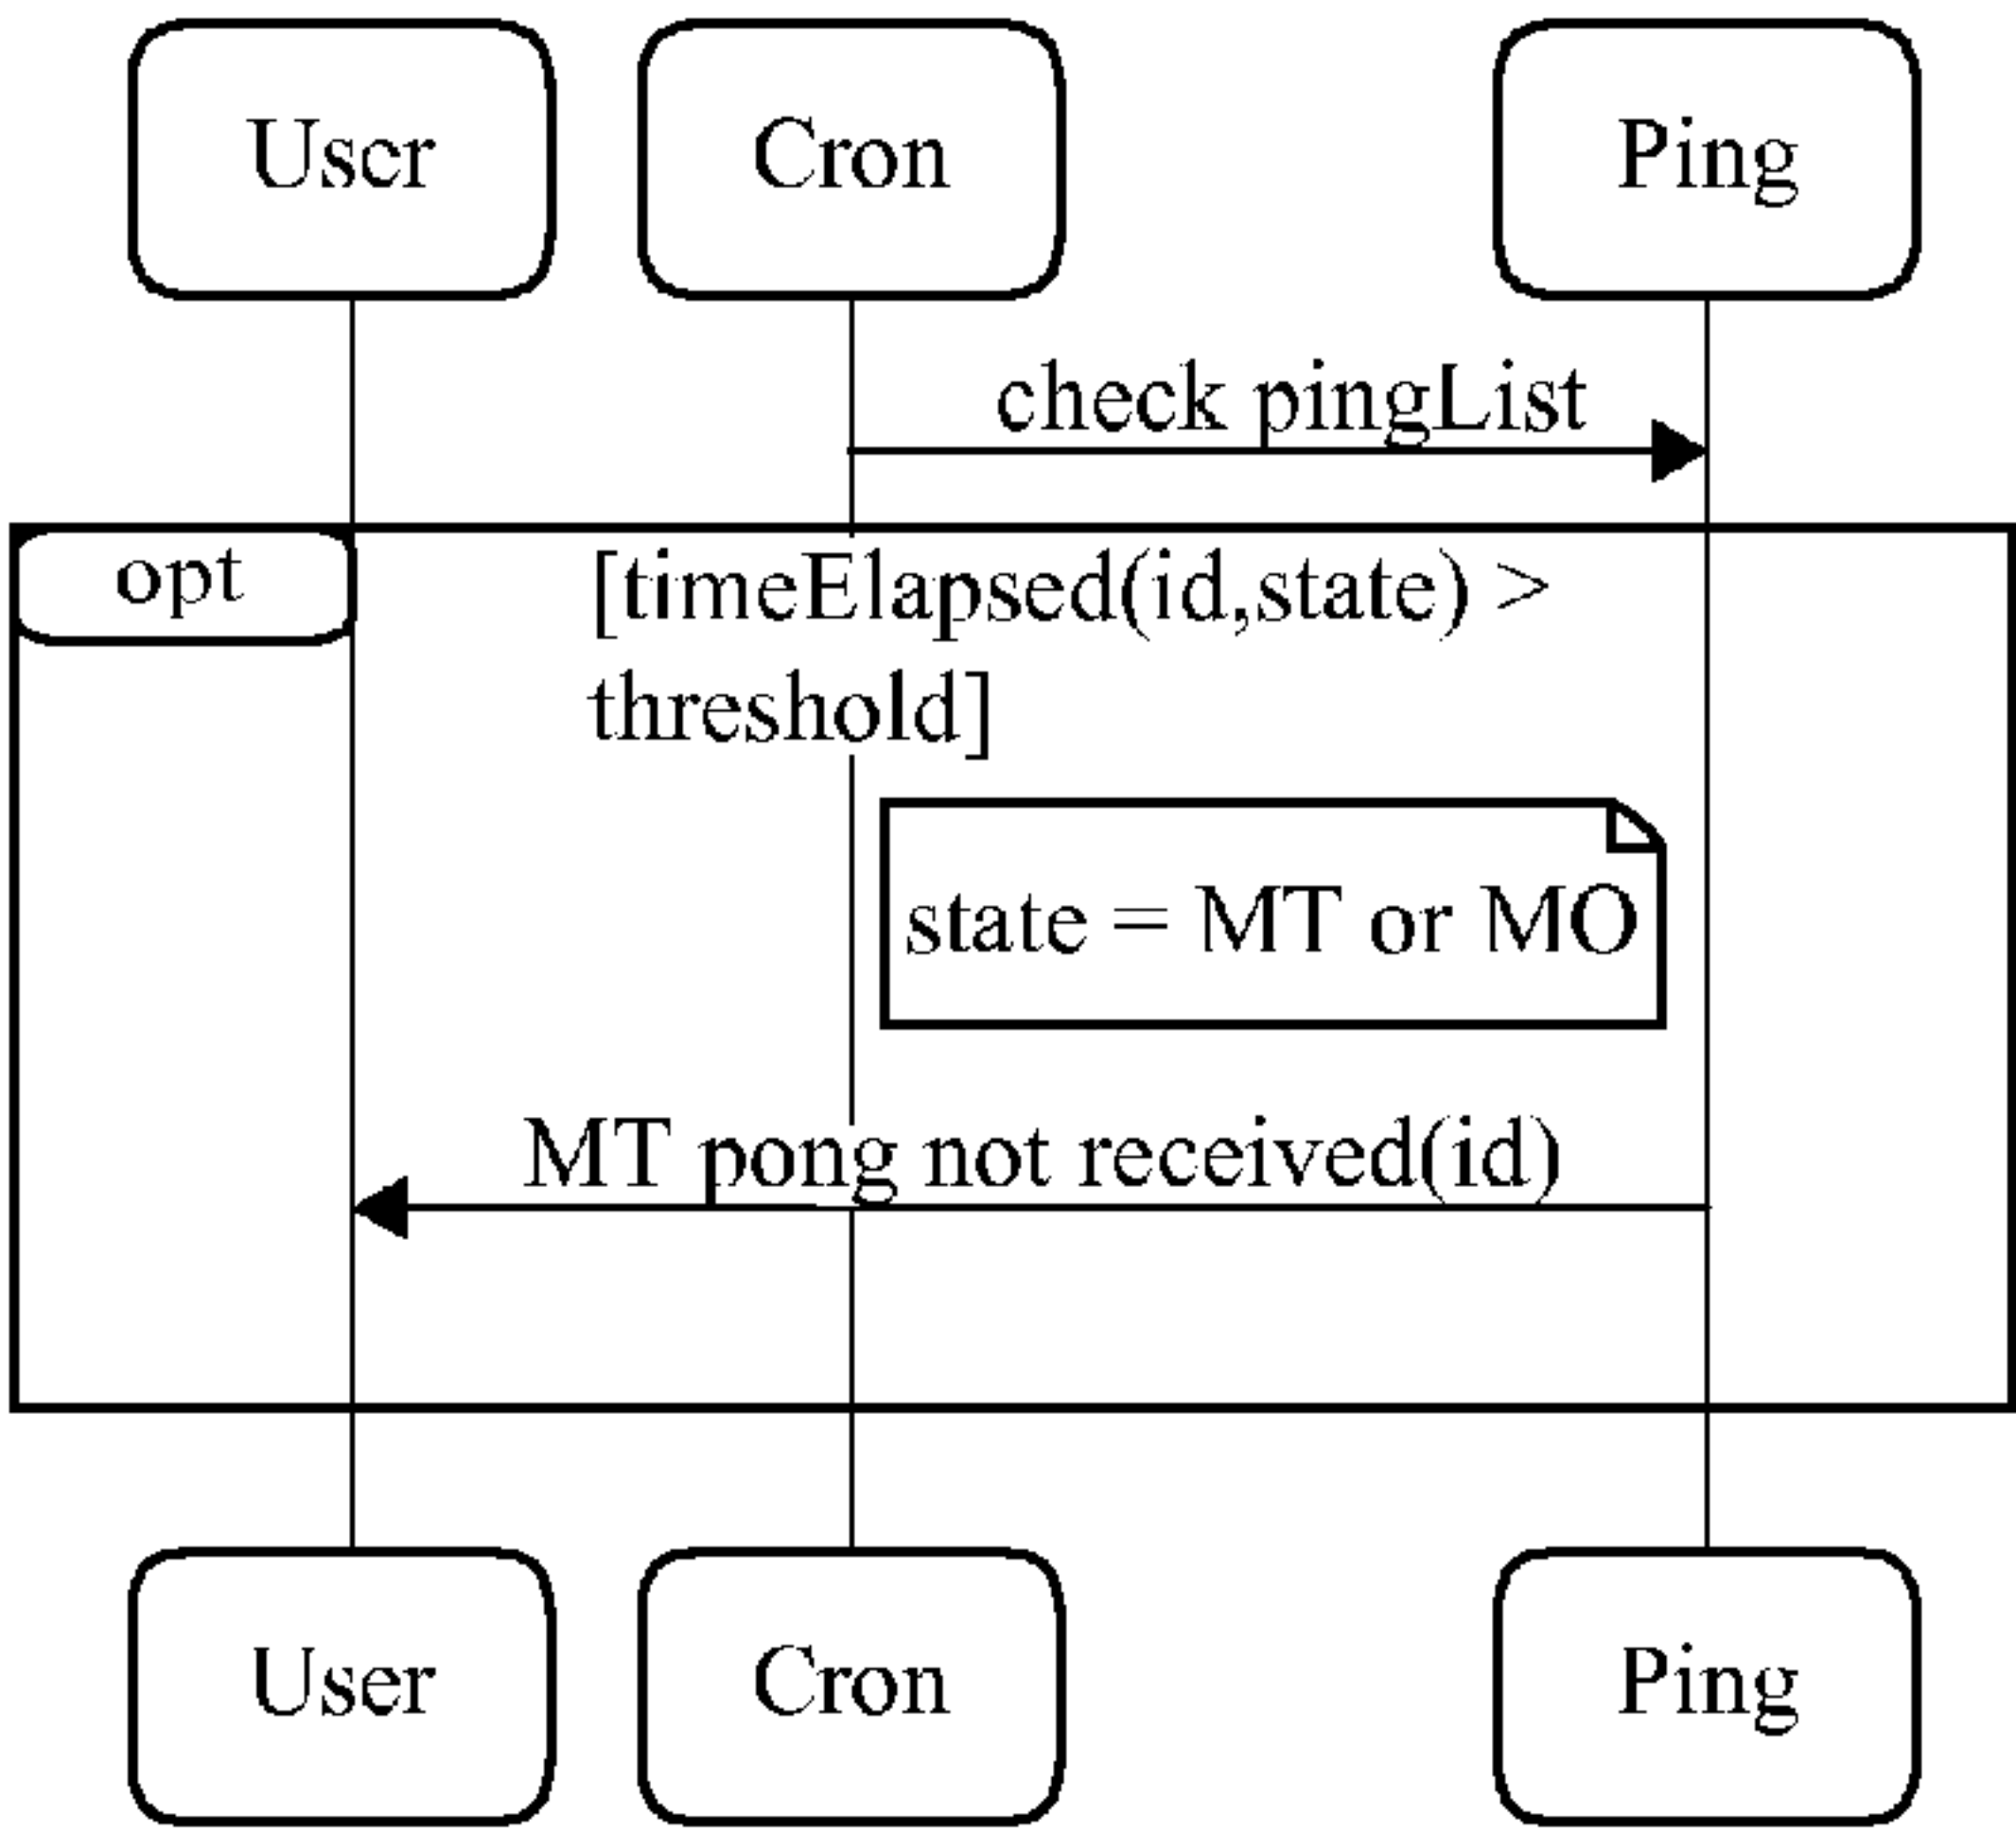 User
Cron
Ping
check pingList
opt
[timeElapsed(id,state) >
threshold]
state = MT or MO
MT pong not received(id)
User
Cron
Ping